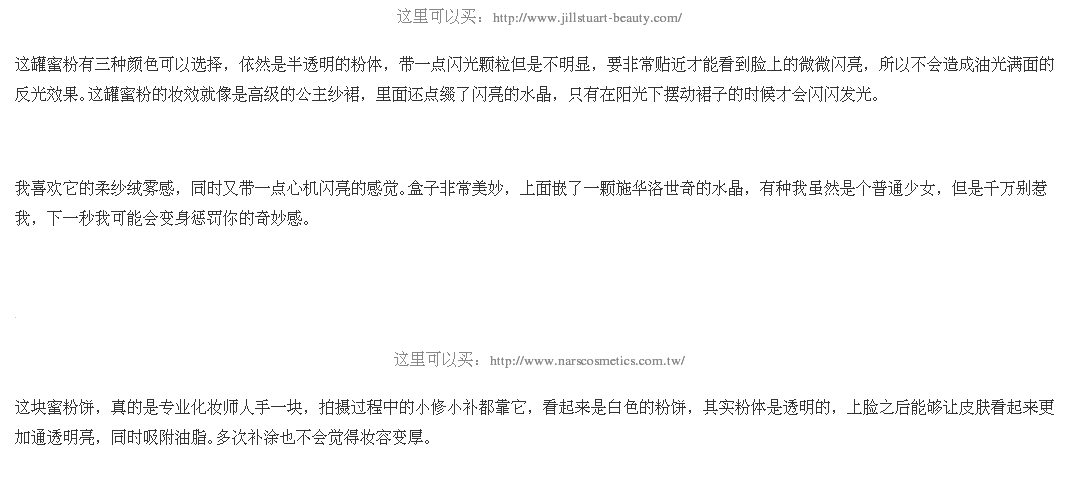 这里可以买：http://www.jillstuart-beauty.com/
这罐蜜粉有三种颜色可以选择，依然是半透明的粉体，带一点闪光颗粒但是不明显，要非常贴近才能看到脸上的微微闪亮，所以不会造成油光满面的
反光效果。这罐蜜粉的妆效就像是高级的公主纱裙，里面还点缀了闪亮的水晶，只有在阳光下摆动裙子的时候才会闪闪发光。
我喜欢它的柔纱绒雾感，同时又带一点心机闪亮的感觉。盒子非常美妙，上面嵌了一颗施华洛世奇的水晶，有种我虽然是个普通少女，但是千万别惹
我，下一秒我可能会变身惩罚你的奇妙感。
这里可以买：http://www.narscosmetics.com.tw/
这块蜜粉饼，真的是专业化妆师人手一块，拍摄过程中的小修小补都靠它，看起来是白色的粉饼，其实粉体是透明的，上脸之后能够让皮肤看起来更
加通透明亮，同时吸附油脂。多次补涂也不会觉得妆容变厚。